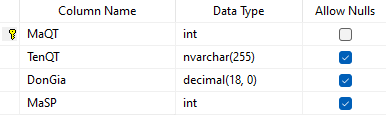 Column Name Data Type Allow Nulls
MaQT int
TenQT nvarchar(255)
DonGia decimal(18, 0)
MaSP int